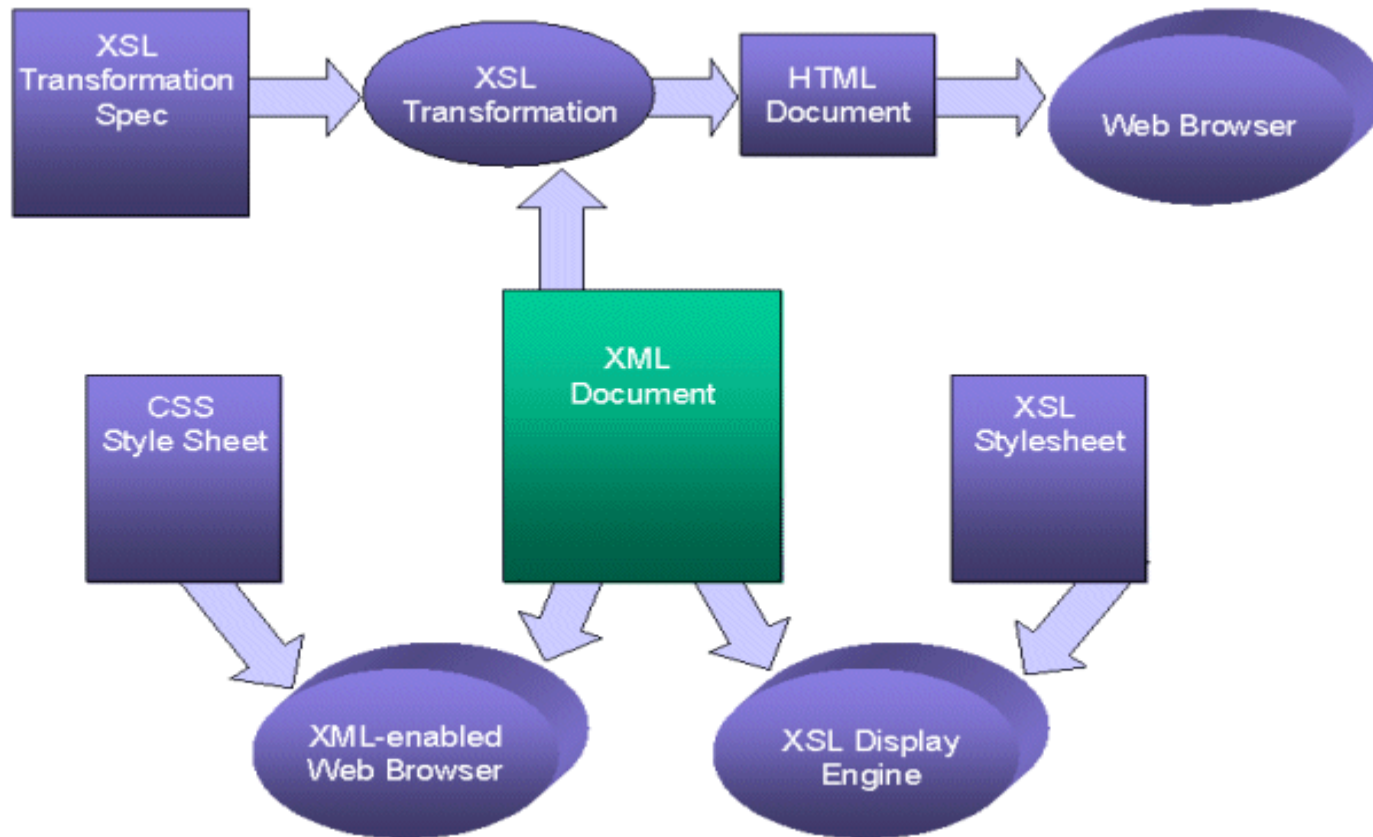 XSL
Transformation
Spec
XSL
Transformation
HTML
Document
Web Browser
XML
Document
CSS
Style Sheet
XSL
Stylesheet
XML-enabled
Web Browser
XSL Display
Engine